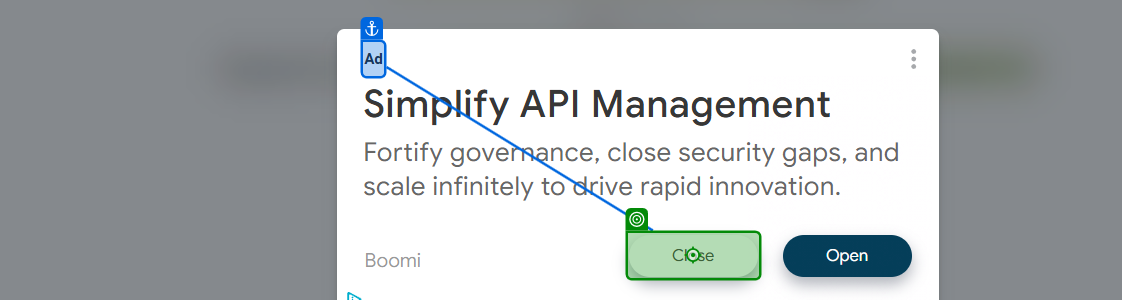 Ad
Simplify API Management
Fortify governance, close security gaps, and
scale infinitely to drive rapid innovation.
Boomi
Close
Open